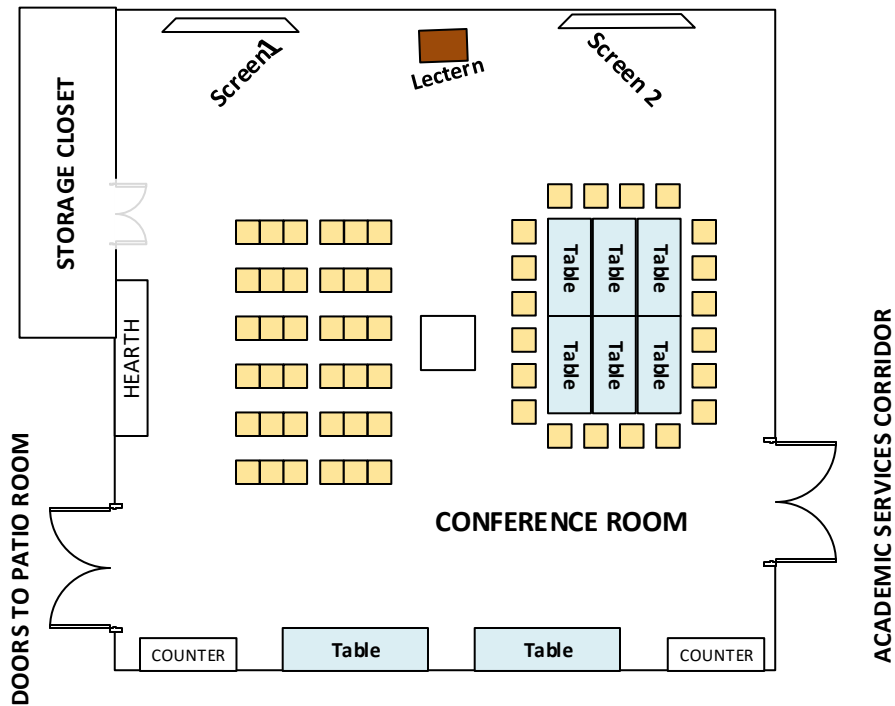 Screen1
Lectern
Screen 2
STORAGE CLOSET
Table
Table
Table
Table
Table
Table
HEARTH
DOORS TO PATIO ROOM
CONFERENCE ROOM
ACADEMIC SERVICES CORRIDOR
COUNTER
Table
Table
COUNTER